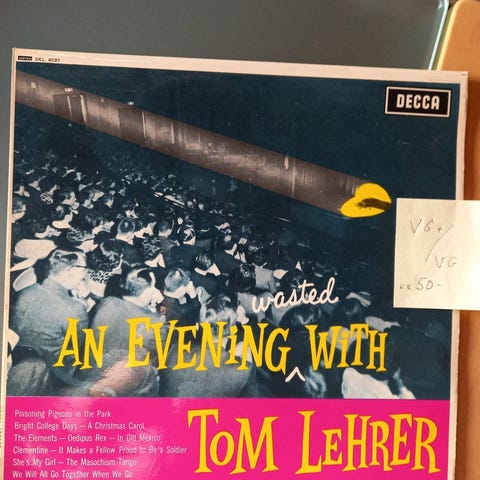 SKL 4097
DECCA
VG+/
VG
KR 50-
wasted
AN EVENING WITH
TOM LEHRER
Poisoning Pigeons in the Park
Bright College Days — A Christmas Carol
The Elements — Oedipus Rex — In Old Mexico
Clementine — It Makes a Fellow Proud to Be a Soldier
She's My Girl — The Masochism Tango
We Will All Go Together When We Go